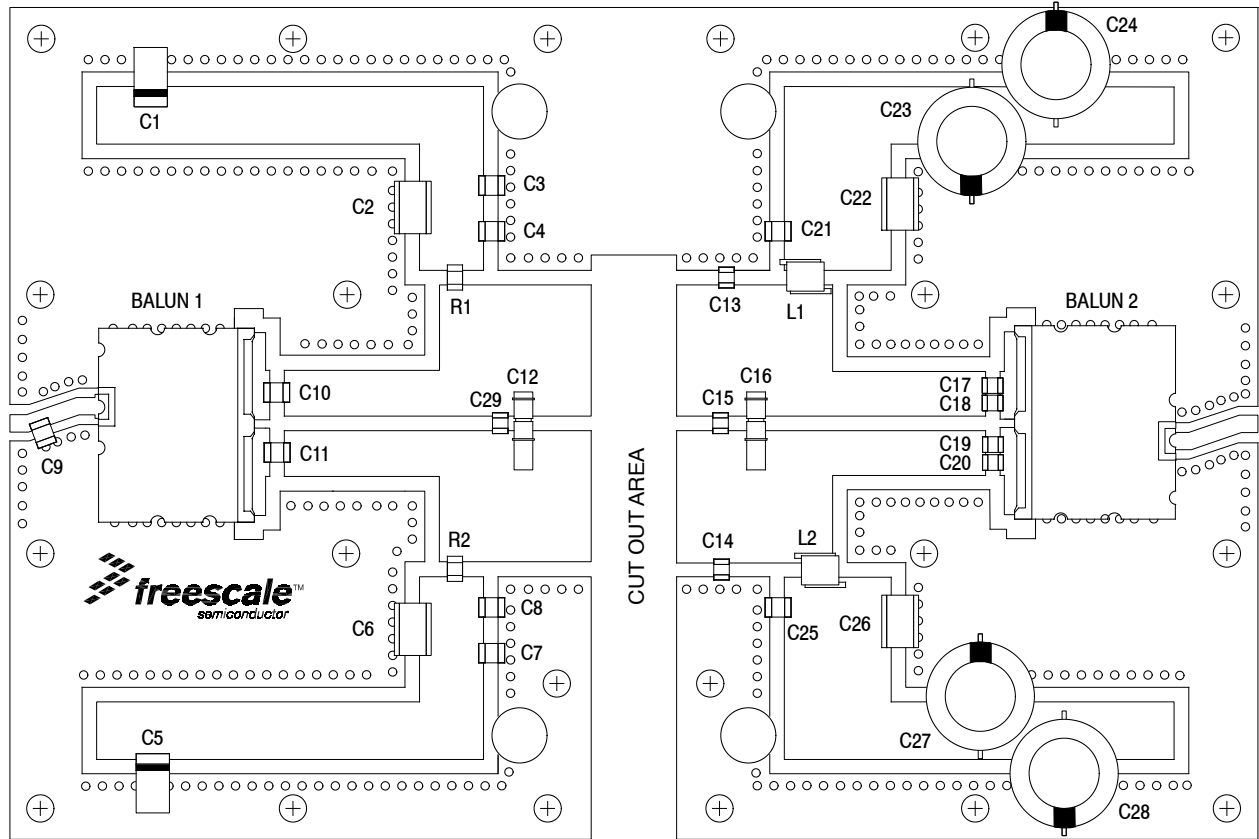 C24
C1
C23
C3
C2
C22
C4
C21
BALUN 1
R1
C13
L1
BALUN 2
C10
C29
C12
C15
C16
C17
C18
C9
C11
C19
C20
CUT OUT AREA
R2
C14
L2
freescale™
semiconductor
C8
C6
C25
C26
C7
C5
C27
C28